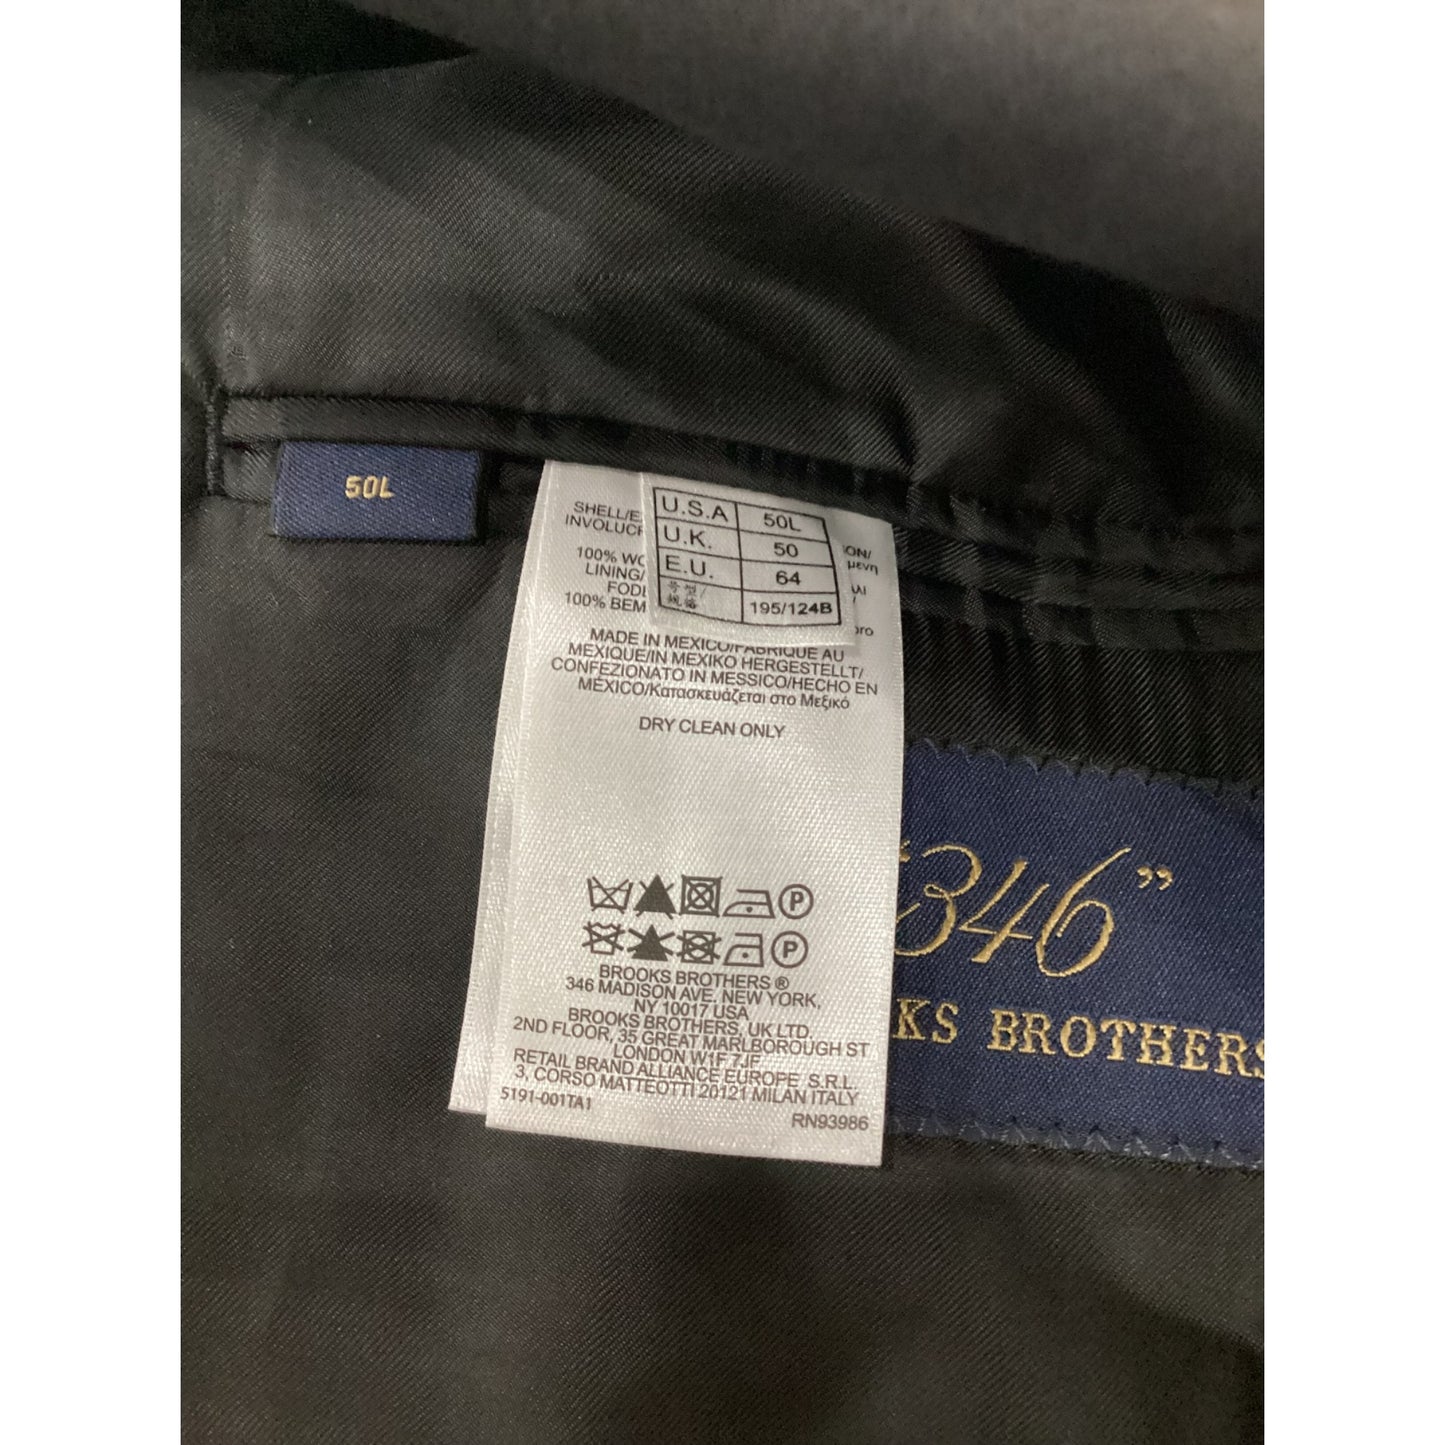 50L
U.S.A 50L
U.K. 50
E.U. 64
195/124B
100%
LINING/
100%
MADE IN MEXICO/FABRIQUE AU
MEXIQUE/IN MEXIKO HERGESTELLT/
CONFEZIONATO IN MESSICO/HECHO EN
MÉXICO/Κατασκευάζεται στο Μεξικό
DRY CLEAN ONLY
P
P
BROOKS BROTHERS ®
346 MADISON AVE, NEW YORK,
NY 10017 USA
BROOKS BROTHERS, UK LTD.
2ND FLOOR, 35 GREAT MARLBOROUGH ST
LONDON W1F 7JF
RETAIL BRAND ALLIANCE EUROPE S.R.L.
3, CORSO MATTEOTTI 20121 MILAN ITALY
5191-001TA1
RN93986
“346”
KS BROTHERS